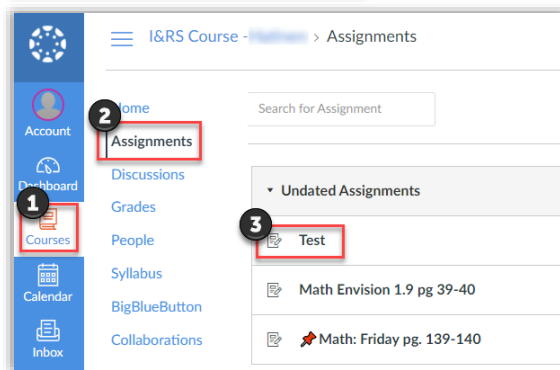 I&RS Course - > Assignments
Account
Dashboard
1
Courses
Calendar
Inbox
2
Home
Assignments
Discussions
Grades
People
Syllabus
BigBlueButton
Collaborations
Search for Assignment
Undated Assignments
3
Test
Math Envision 1.9 pg 39-40
📌Math: Friday pg. 139-140